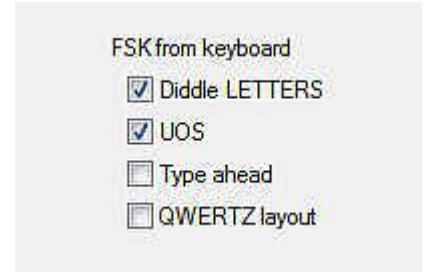 FSK from keyboard
Diddle LETTERS
UOS
Type ahead
QWERTZ layout